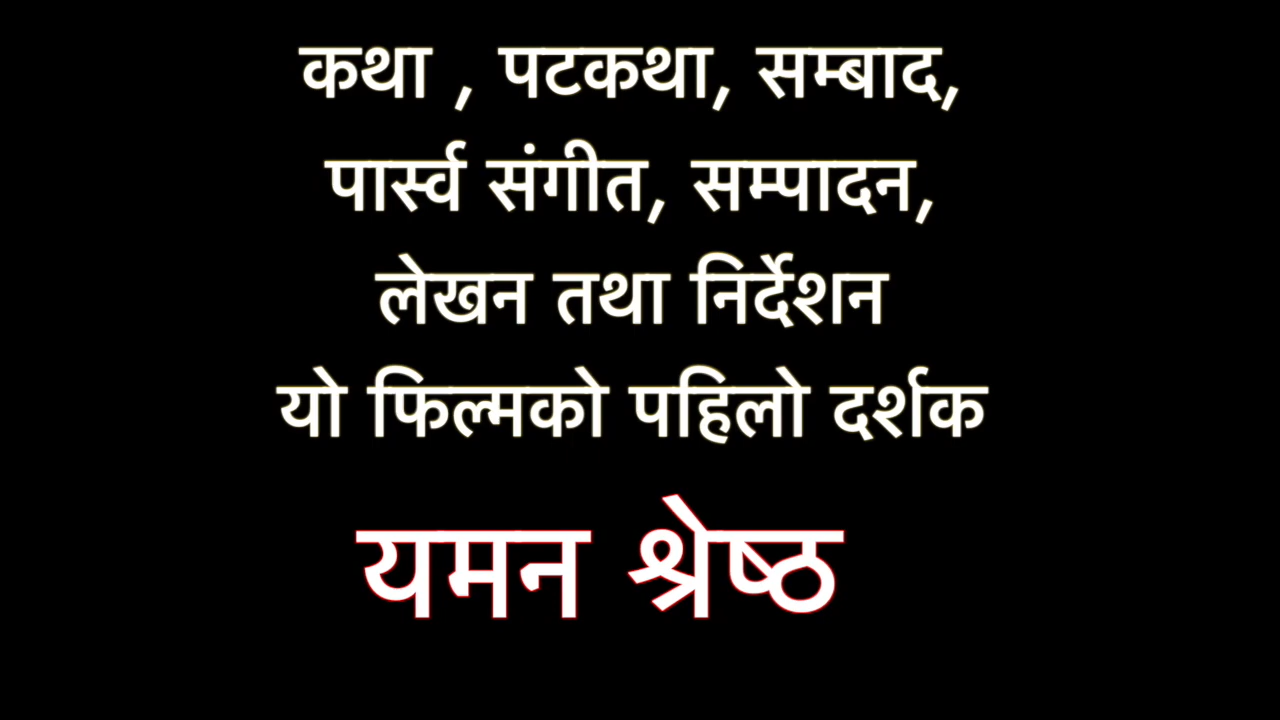 कथा , पटकथा, सम्बाद,
पार्स्व संगीत, सम्पादन,
लेखन तथा निर्देशन
यो फिल्मको पहिलो दर्शक
यमन श्रेष्ठ